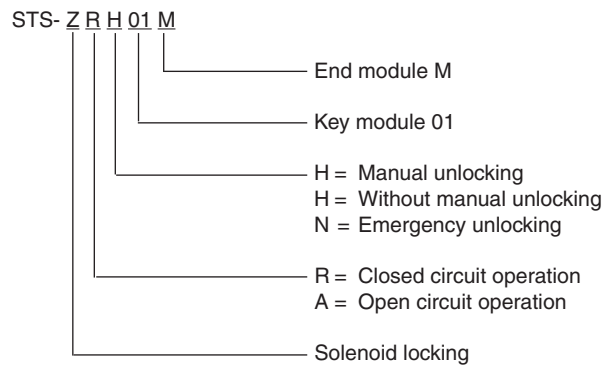 STS- Z R H 01 M
End module M
Key module 01
H = Manual unlocking
H = Without manual unlocking
N = Emergency unlocking
R = Closed circuit operation
A = Open circuit operation
Solenoid locking